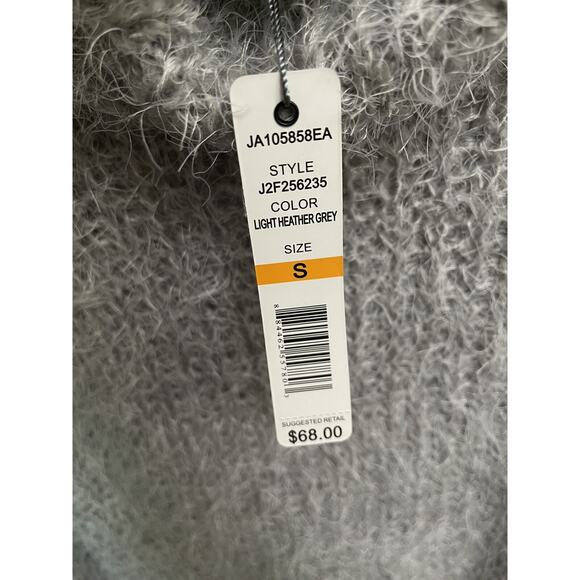 JA105858EA
STYLE
J2F256235
COLOR
LIGHT HEATHER GREY
SIZE
S
SUGGESTED RETAIL
$68.00